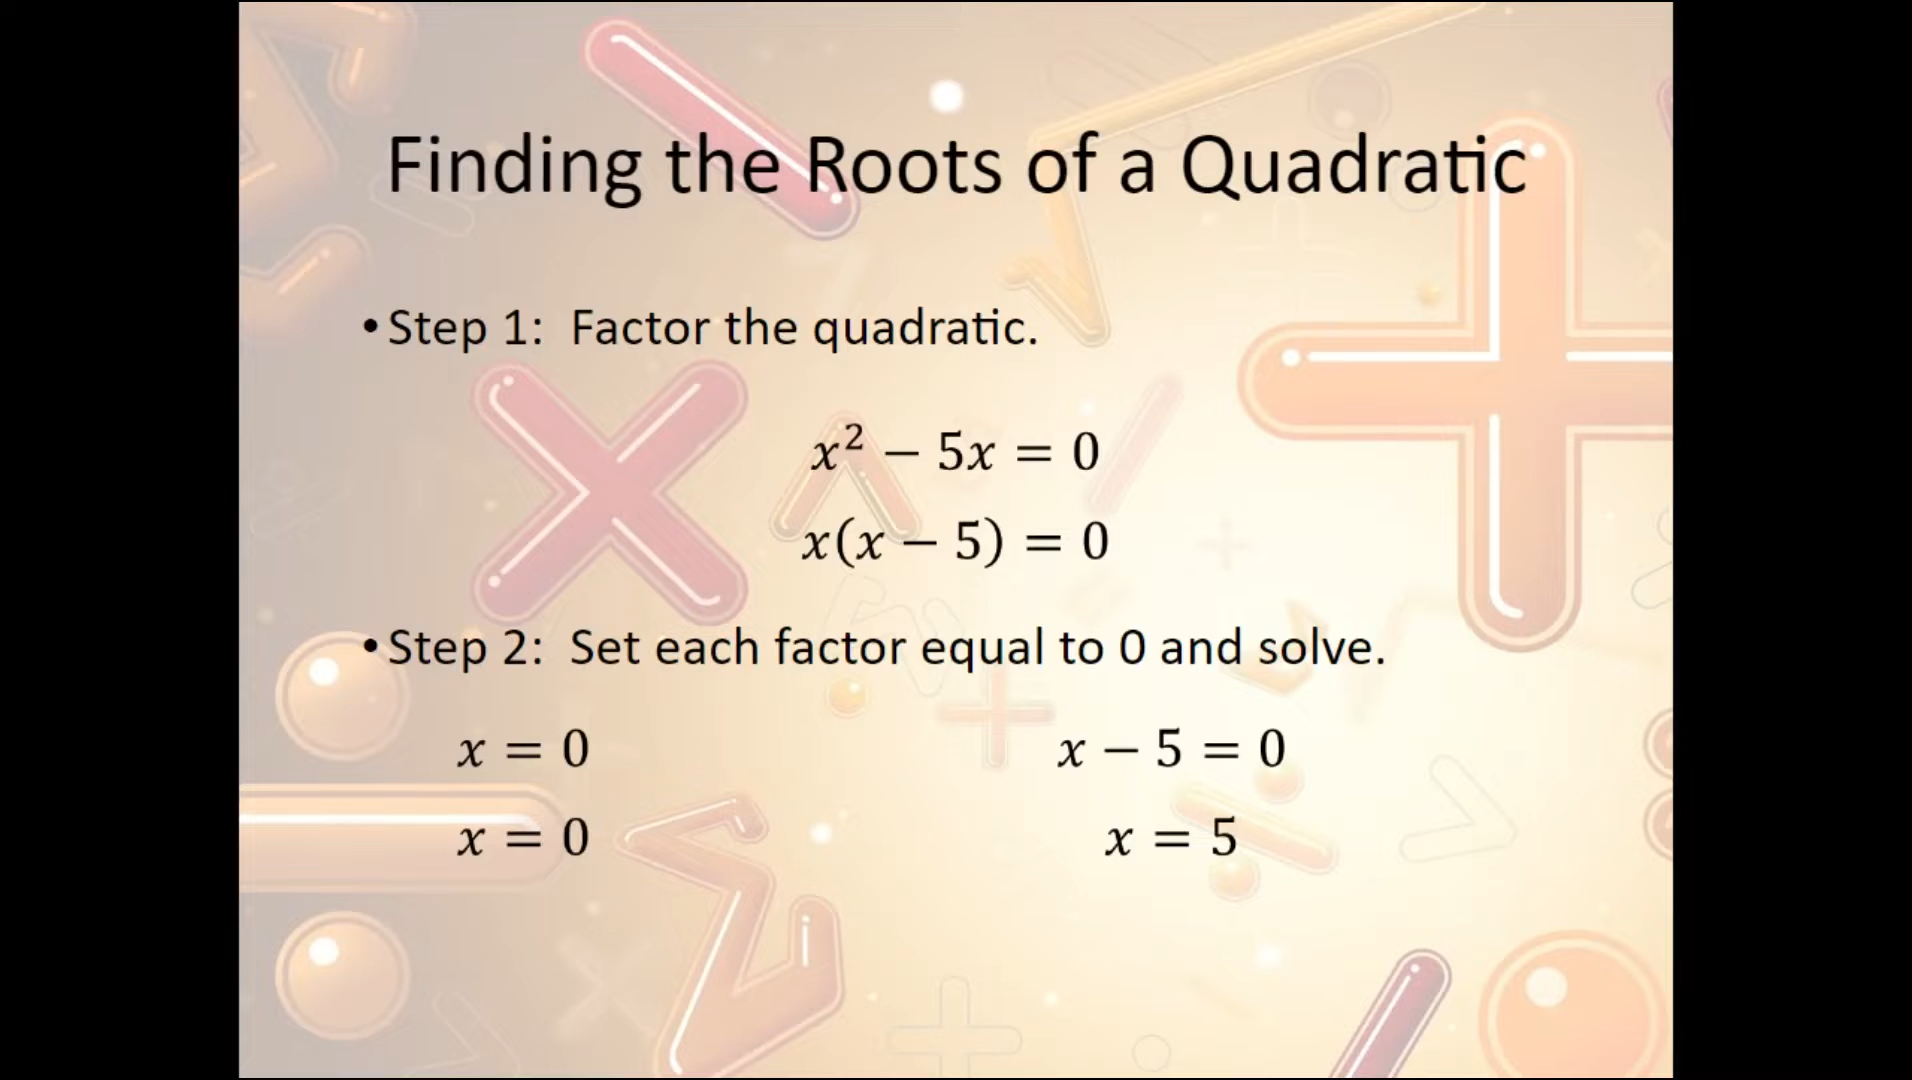 Finding the Roots of a Quadratic
• Step 1: Factor the quadratic.
x² − 5x = 0
x(x − 5) = 0
• Step 2: Set each factor equal to 0 and solve.
x = 0 x − 5 = 0
x = 0 x = 5